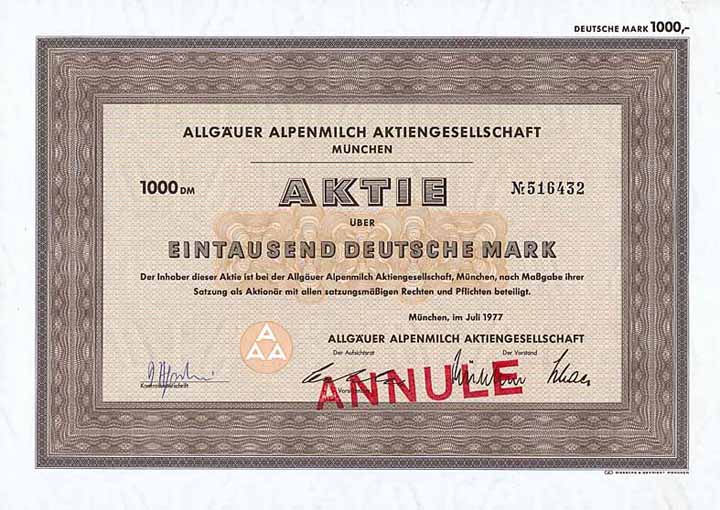 DEUTSCHE MARK 1000,-
ALLGÄUER ALPENMILCH AKTIENGESELLSCHAFT
MÜNCHEN
1000 DM AKTIE Nr. 516432
ÜBER
EINTAUSEND DEUTSCHE MARK
Der Inhaber dieser Aktie ist bei der Allgäuer Alpenmilch Aktiengesellschaft, München, nach Maßgabe ihrer
Satzung als Aktionär mit allen satzungsmäßigen Rechten und Pflichten beteiligt.
München, im Juli 1977
A
A A
ALLGÄUER ALPENMILCH AKTIENGESELLSCHAFT
Der Aufsichtsrat Der Vorstand
Kontrollunterschrift
ANNULE